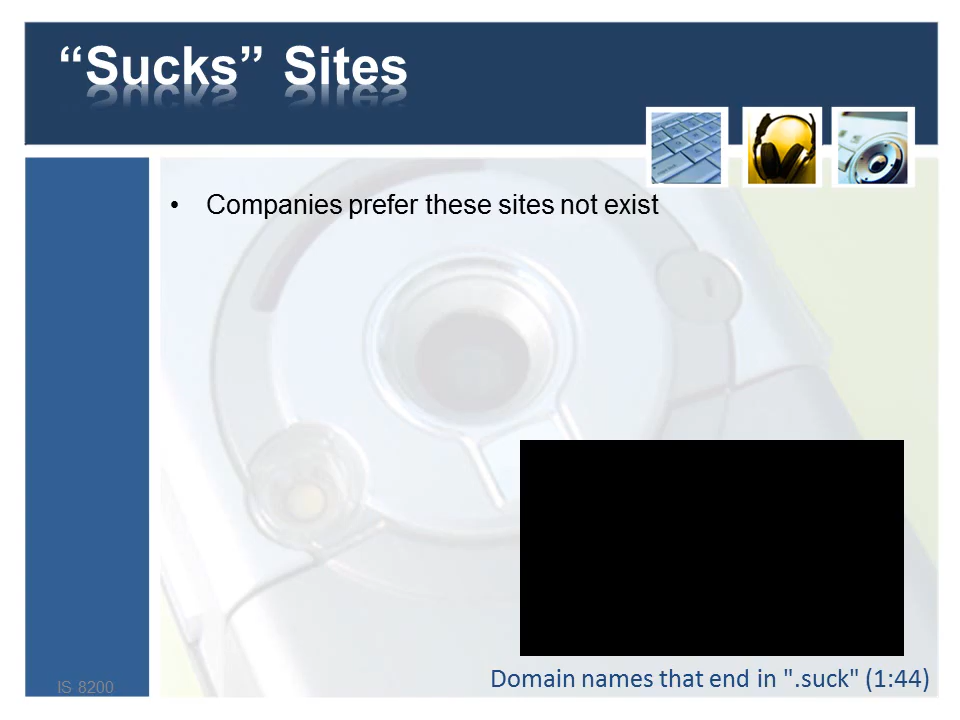 “Sucks” Sites
• Companies prefer these sites not exist
Domain names that end in ".suck" (1:44)
IS 8200